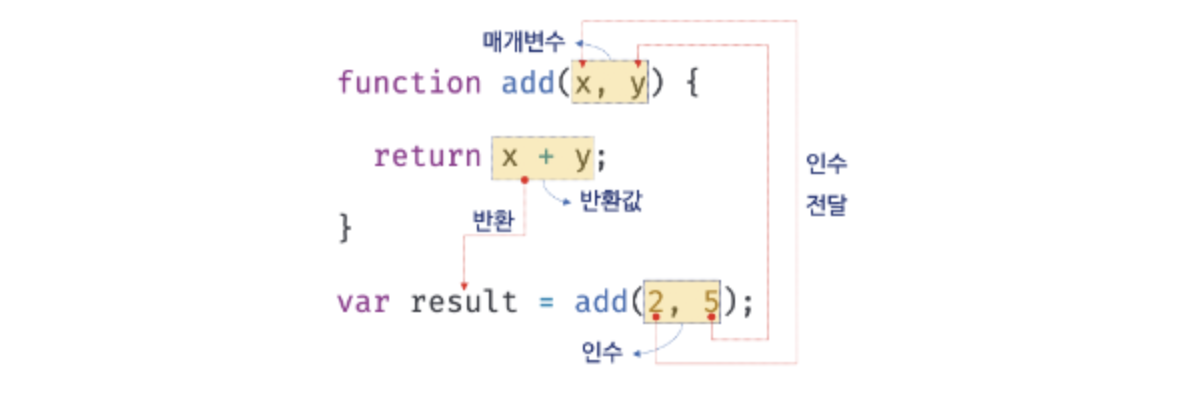 매개변수
function add(x, y) {
return x + y;
인수
전달
반환값
반환
}
var result = add(2, 5);
인수